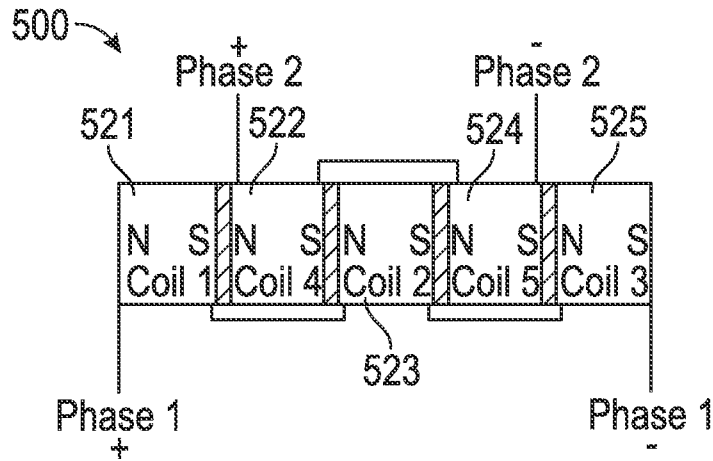 500
+ -
Phase 2 Phase 2
521 522 524 525
N S N S N S N S N S
Coil 1 Coil 4 Coil 2 Coil 5 Coil 3
523
Phase 1 Phase 1
+ -